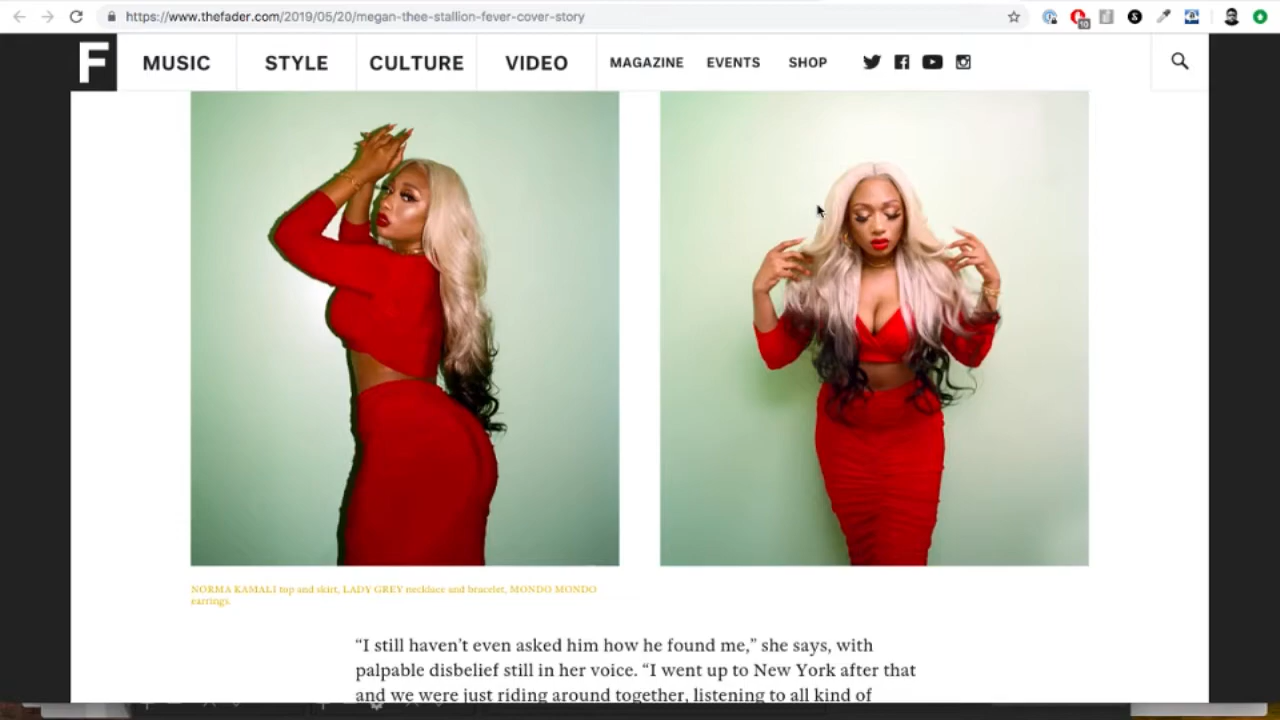 https://www.thefader.com/2019/05/20/megan-thee-stallion-fever-cover-story
10
F MUSIC STYLE CULTURE VIDEO MAGAZINE EVENTS SHOP
NORMA KAMALI top and skirt, LADY GREY necklace and bracelet, MONDO MONDO
earrings.
“I still haven’t even asked him how he found me,” she says, with
palpable disbelief still in her voice. “I went up to New York after that
and we were just riding around together, listening to all kind of